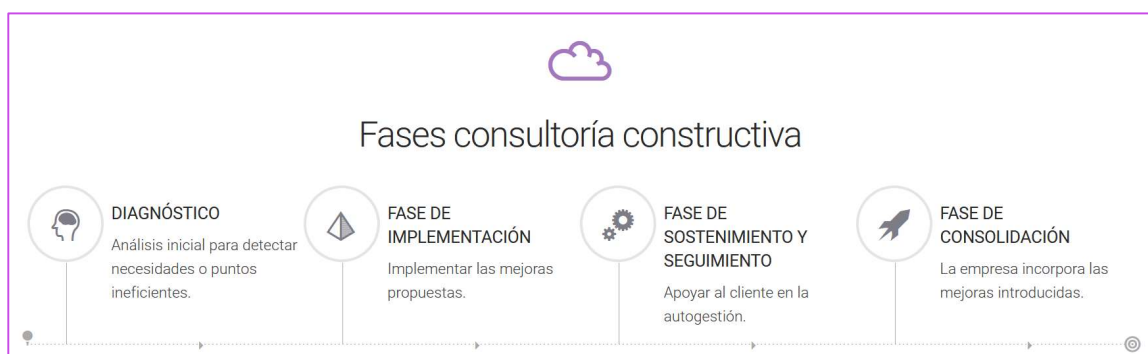 Fases consultoría constructiva
DIAGNÓSTICO
Análisis inicial para detectar
necesidades o puntos
ineficientes.
FASE DE
IMPLEMENTACIÓN
Implementar las mejoras
propuestas.
FASE DE
SOSTENIMIENTO Y
SEGUIMIENTO
Apoyar al cliente en la
autogestión.
FASE DE
CONSOLIDACIÓN
La empresa incorpora las
mejoras introducidas.